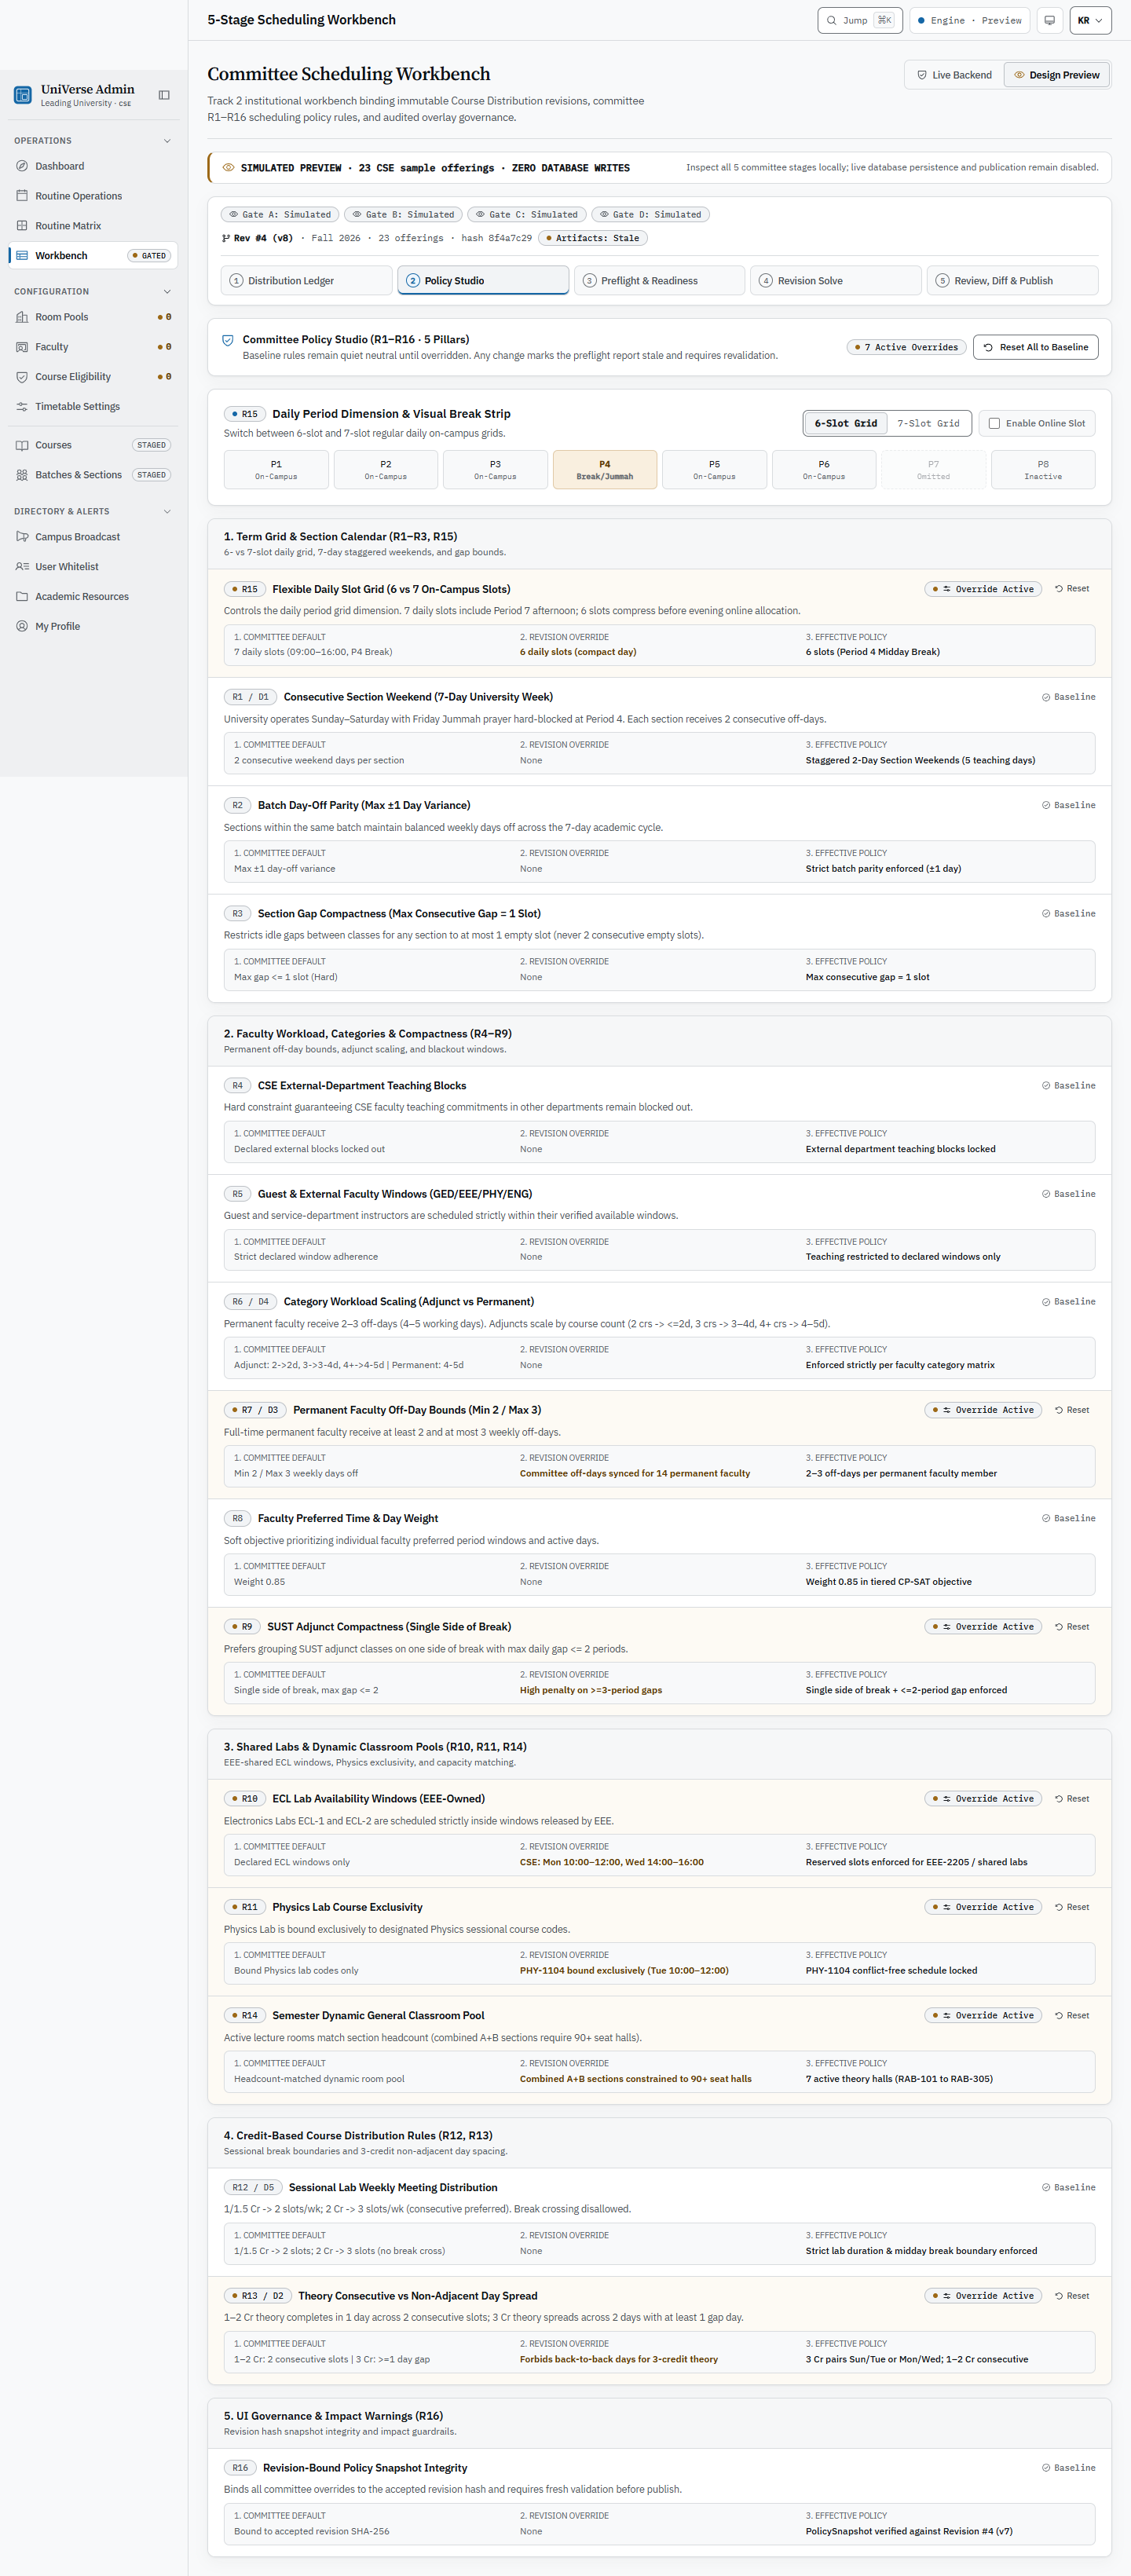 UniVerse Admin
Leading University · CSE
OPERATIONS
Dashboard
Routine Operations
Routine Matrix
Workbench
GATED
CONFIGURATION
Room Pools
0
Faculty
0
Course Eligibility
0
Timetable Settings
Courses
STAGED
Batches & Sections
STAGED
DIRECTORY & ALERTS
Campus Broadcast
User Whitelist
Academic Resources
My Profile
5-Stage Scheduling Workbench
Jump ⌘K
Engine · Preview
KR
Committee Scheduling Workbench
Track 2 institutional workbench binding immutable Course Distribution revisions, committee
R1–R16 scheduling policy rules, and audited overlay governance.
Live Backend
Design Preview
SIMULATED PREVIEW · 23 CSE sample offerings · ZERO DATABASE WRITES
Inspect all 5 committee stages locally; live database persistence and publication remain disabled.
Gate A: Simulated
Gate B: Simulated
Gate C: Simulated
Gate D: Simulated
Rev #4 (v8) · Fall 2026 · 23 offerings · hash 8f4a7c29
Artifacts: Stale
1 Distribution Ledger
2 Policy Studio
3 Preflight & Readiness
4 Revision Solve
5 Review, Diff & Publish
Committee Policy Studio (R1–R16 · 5 Pillars)
Baseline rules remain quiet neutral until overridden. Any change marks the preflight report stale and requires revalidation.
7 Active Overrides
Reset All to Baseline
R15
Daily Period Dimension & Visual Break Strip
Switch between 6-slot and 7-slot regular daily on-campus grids.
6-Slot Grid
7-Slot Grid
Enable Online Slot
P1
On-Campus
P2
On-Campus
P3
On-Campus
P4
Break/Jummah
P5
On-Campus
P6
On-Campus
P7
Omitted
P8
Inactive
1. Term Grid & Section Calendar (R1–R3, R15)
6- vs 7-slot daily grid, 7-day staggered weekends, and gap bounds.
R15
Flexible Daily Slot Grid (6 vs 7 On-Campus Slots)
Override Active
Reset
Controls the daily period grid dimension. 7 daily slots include Period 7 afternoon; 6 slots compress before evening online allocation.
1. COMMITTEE DEFAULT
7 daily slots (09:00–16:00, P4 Break)
2. REVISION OVERRIDE
6 daily slots (compact day)
3. EFFECTIVE POLICY
6 slots (Period 4 Midday Break)
R1 / D1
Consecutive Section Weekend (7-Day University Week)
Baseline
University operates Sunday–Saturday with Friday Jummah prayer hard-blocked at Period 4. Each section receives 2 consecutive off-days.
1. COMMITTEE DEFAULT
2 consecutive weekend days per section
2. REVISION OVERRIDE
None
3. EFFECTIVE POLICY
Staggered 2-Day Section Weekends (5 teaching days)
R2
Batch Day-Off Parity (Max ±1 Day Variance)
Baseline
Sections within the same batch maintain balanced weekly days off across the 7-day academic cycle.
1. COMMITTEE DEFAULT
Max ±1 day-off variance
2. REVISION OVERRIDE
None
3. EFFECTIVE POLICY
Strict batch parity enforced (±1 day)
R3
Section Gap Compactness (Max Consecutive Gap = 1 Slot)
Baseline
Restricts idle gaps between classes for any section to at most 1 empty slot (never 2 consecutive empty slots).
1. COMMITTEE DEFAULT
Max gap <= 1 slot (Hard)
2. REVISION OVERRIDE
None
3. EFFECTIVE POLICY
Max consecutive gap = 1 slot
2. Faculty Workload, Categories & Compactness (R4–R9)
Permanent off-day bounds, adjunct scaling, and blackout windows.
R4
CSE External-Department Teaching Blocks
Baseline
Hard constraint guaranteeing CSE faculty teaching commitments in other departments remain blocked out.
1. COMMITTEE DEFAULT
Declared external blocks locked out
2. REVISION OVERRIDE
None
3. EFFECTIVE POLICY
External department teaching blocks locked
R5
Guest & External Faculty Windows (GED/EEE/PHY/ENG)
Baseline
Guest and service-department instructors are scheduled strictly within their verified available windows.
1. COMMITTEE DEFAULT
Strict declared window adherence
2. REVISION OVERRIDE
None
3. EFFECTIVE POLICY
Teaching restricted to declared windows only
R6 / D4
Category Workload Scaling (Adjunct vs Permanent)
Baseline
Permanent faculty receive 2–3 off-days (4–5 working days). Adjuncts scale by course count (2 crs -> <=2d, 3 crs -> 3–4d, 4+ crs -> 4–5d).
1. COMMITTEE DEFAULT
Adjunct: 2->2d, 3->3-4d, 4+->4-5d | Permanent: 4-5d
2. REVISION OVERRIDE
None
3. EFFECTIVE POLICY
Enforced strictly per faculty category matrix
R7 / D3
Permanent Faculty Off-Day Bounds (Min 2 / Max 3)
Override Active
Reset
Full-time permanent faculty receive at least 2 and at most 3 weekly off-days.
1. COMMITTEE DEFAULT
Min 2 / Max 3 weekly days off
2. REVISION OVERRIDE
Committee off-days synced for 14 permanent faculty
3. EFFECTIVE POLICY
2–3 off-days per permanent faculty member
R8
Faculty Preferred Time & Day Weight
Baseline
Soft objective prioritizing individual faculty preferred period windows and active days.
1. COMMITTEE DEFAULT
Weight 0.85
2. REVISION OVERRIDE
None
3. EFFECTIVE POLICY
Weight 0.85 in tiered CP-SAT objective
R9
SUST Adjunct Compactness (Single Side of Break)
Override Active
Reset
Prefers grouping SUST adjunct classes on one side of break with max daily gap <= 2 periods.
1. COMMITTEE DEFAULT
Single side of break, max gap <= 2
2. REVISION OVERRIDE
High penalty on >=3-period gaps
3. EFFECTIVE POLICY
Single side of break + <=2-period gap enforced
3. Shared Labs & Dynamic Classroom Pools (R10, R11, R14)
EEE-shared ECL windows, Physics exclusivity, and capacity matching.
R10
ECL Lab Availability Windows (EEE-Owned)
Override Active
Reset
Electronics Labs ECL-1 and ECL-2 are scheduled strictly inside windows released by EEE.
1. COMMITTEE DEFAULT
Declared ECL windows only
2. REVISION OVERRIDE
CSE: Mon 10:00–12:00, Wed 14:00–16:00
3. EFFECTIVE POLICY
Reserved slots enforced for EEE-2205 / shared labs
R11
Physics Lab Course Exclusivity
Override Active
Reset
Physics Lab is bound exclusively to designated Physics sessional course codes.
1. COMMITTEE DEFAULT
Bound Physics lab codes only
2. REVISION OVERRIDE
PHY-1104 bound exclusively (Tue 10:00–12:00)
3. EFFECTIVE POLICY
PHY-1104 conflict-free schedule locked
R14
Semester Dynamic General Classroom Pool
Override Active
Reset
Active lecture rooms match section headcount (combined A+B sections require 90+ seat halls).
1. COMMITTEE DEFAULT
Headcount-matched dynamic room pool
2. REVISION OVERRIDE
Combined A+B sections constrained to 90+ seat halls
3. EFFECTIVE POLICY
7 active theory halls (RAB-101 to RAB-305)
4. Credit-Based Course Distribution Rules (R12, R13)
Sessional break boundaries and 3-credit non-adjacent day spacing.
R12 / D5
Sessional Lab Weekly Meeting Distribution
Baseline
1/1.5 Cr -> 2 slots/wk; 2 Cr -> 3 slots/wk (consecutive preferred). Break crossing disallowed.
1. COMMITTEE DEFAULT
1/1.5 Cr -> 2 slots; 2 Cr -> 3 slots (no break cross)
2. REVISION OVERRIDE
None
3. EFFECTIVE POLICY
Strict lab duration & midday break boundary enforced
R13 / D2
Theory Consecutive vs Non-Adjacent Day Spread
Override Active
Reset
1–2 Cr theory completes in 1 day across 2 consecutive slots; 3 Cr theory spreads across 2 days with at least 1 gap day.
1. COMMITTEE DEFAULT
1–2 Cr: 2 consecutive slots | 3 Cr: >=1 day gap
2. REVISION OVERRIDE
Forbids back-to-back days for 3-credit theory
3. EFFECTIVE POLICY
3 Cr pairs Sun/Tue or Mon/Wed; 1–2 Cr consecutive
5. UI Governance & Impact Warnings (R16)
Revision hash snapshot integrity and impact guardrails.
R16
Revision-Bound Policy Snapshot Integrity
Baseline
Binds all committee overrides to the accepted revision hash and requires fresh validation before publish.
1. COMMITTEE DEFAULT
Bound to accepted revision SHA-256
2. REVISION OVERRIDE
None
3. EFFECTIVE POLICY
PolicySnapshot verified against Revision #4 (v7)